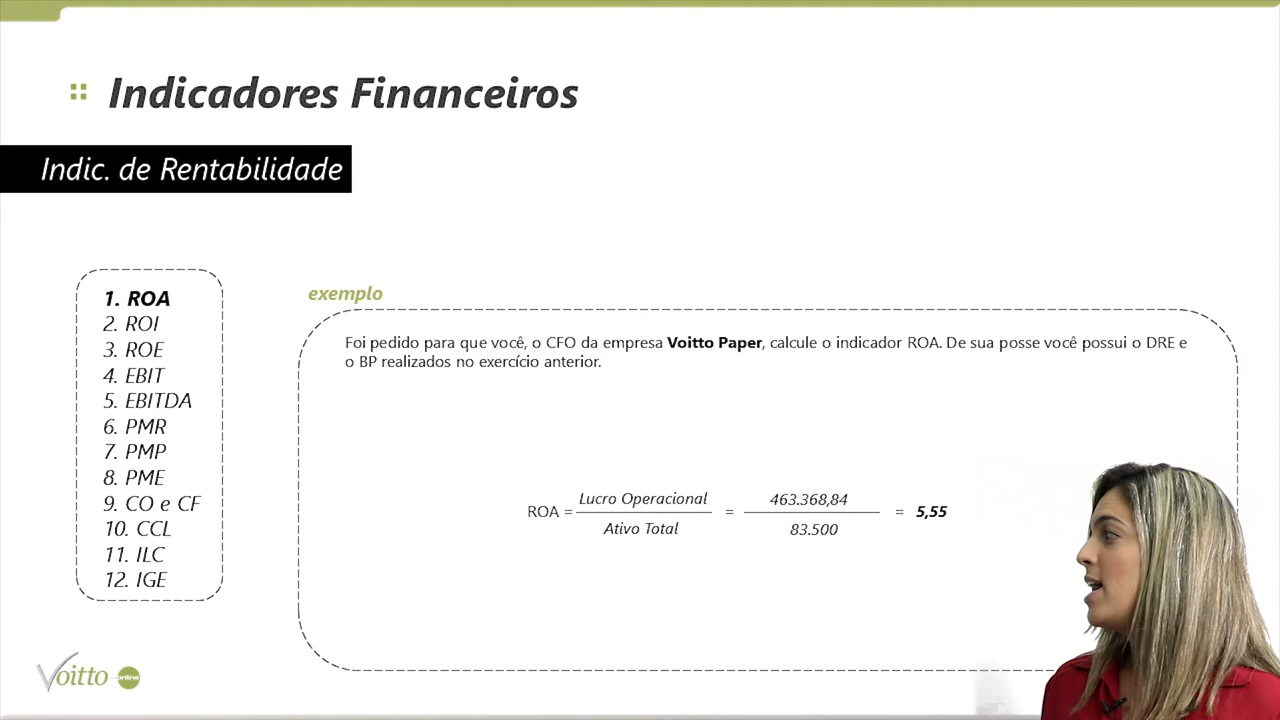 Indicadores Financeiros
Indic. de Rentabilidade
1. ROA
2. ROI
3. ROE
4. EBIT
5. EBITDA
6. PMR
7. PMP
8. PME
9. CO e CF
10. CCL
11. ILC
12. IGE
exemplo
Foi pedido para que você, o CFO da empresa Voitto Paper, calcule o indicador ROA. De sua posse você possui o DRE e
o BP realizados no exercício anterior.
ROA = Lucro Operacional / Ativo Total = 463.368,84 / 83.500 = 5,55
Voitto online